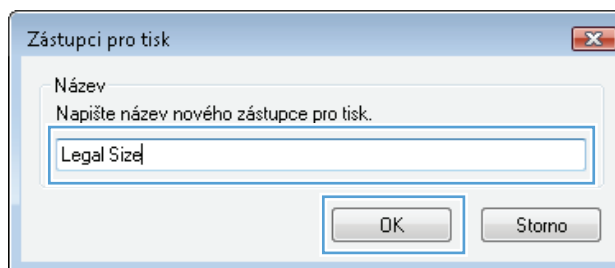 Zástupci pro tisk
Název
Napište název nového zástupce pro tisk.
Legal Size
OK
Storno